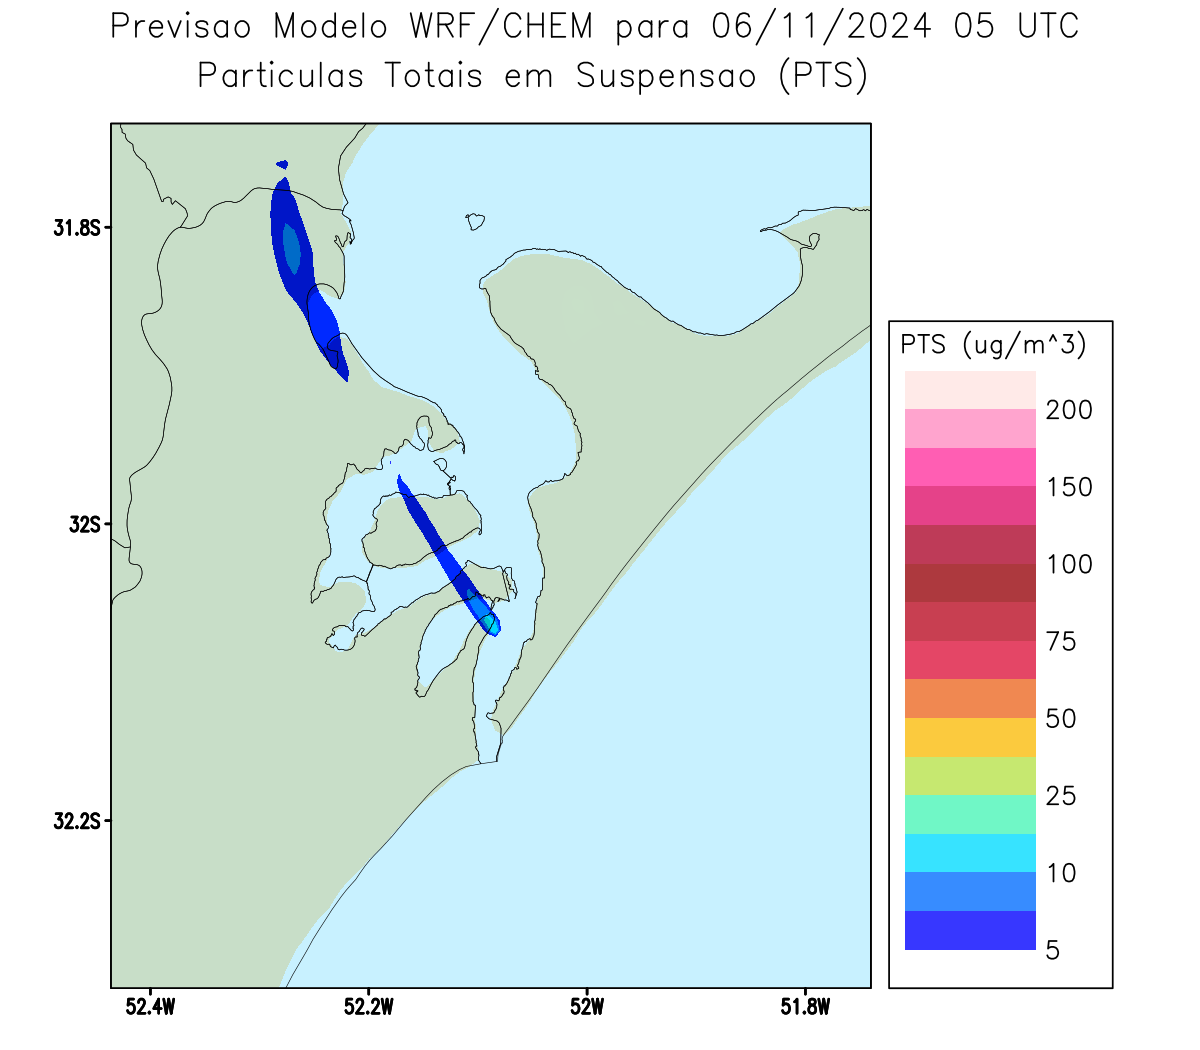 Previsao Modelo WRF/CHEM para 06/11/2024 05 UTC
Particulas Totais em Suspensao (PTS)
31.8S
32S
32.2S
52.4W
52.2W
52W
51.8W
PTS (ug/m^3)
200
150
100
75
50
25
10
5